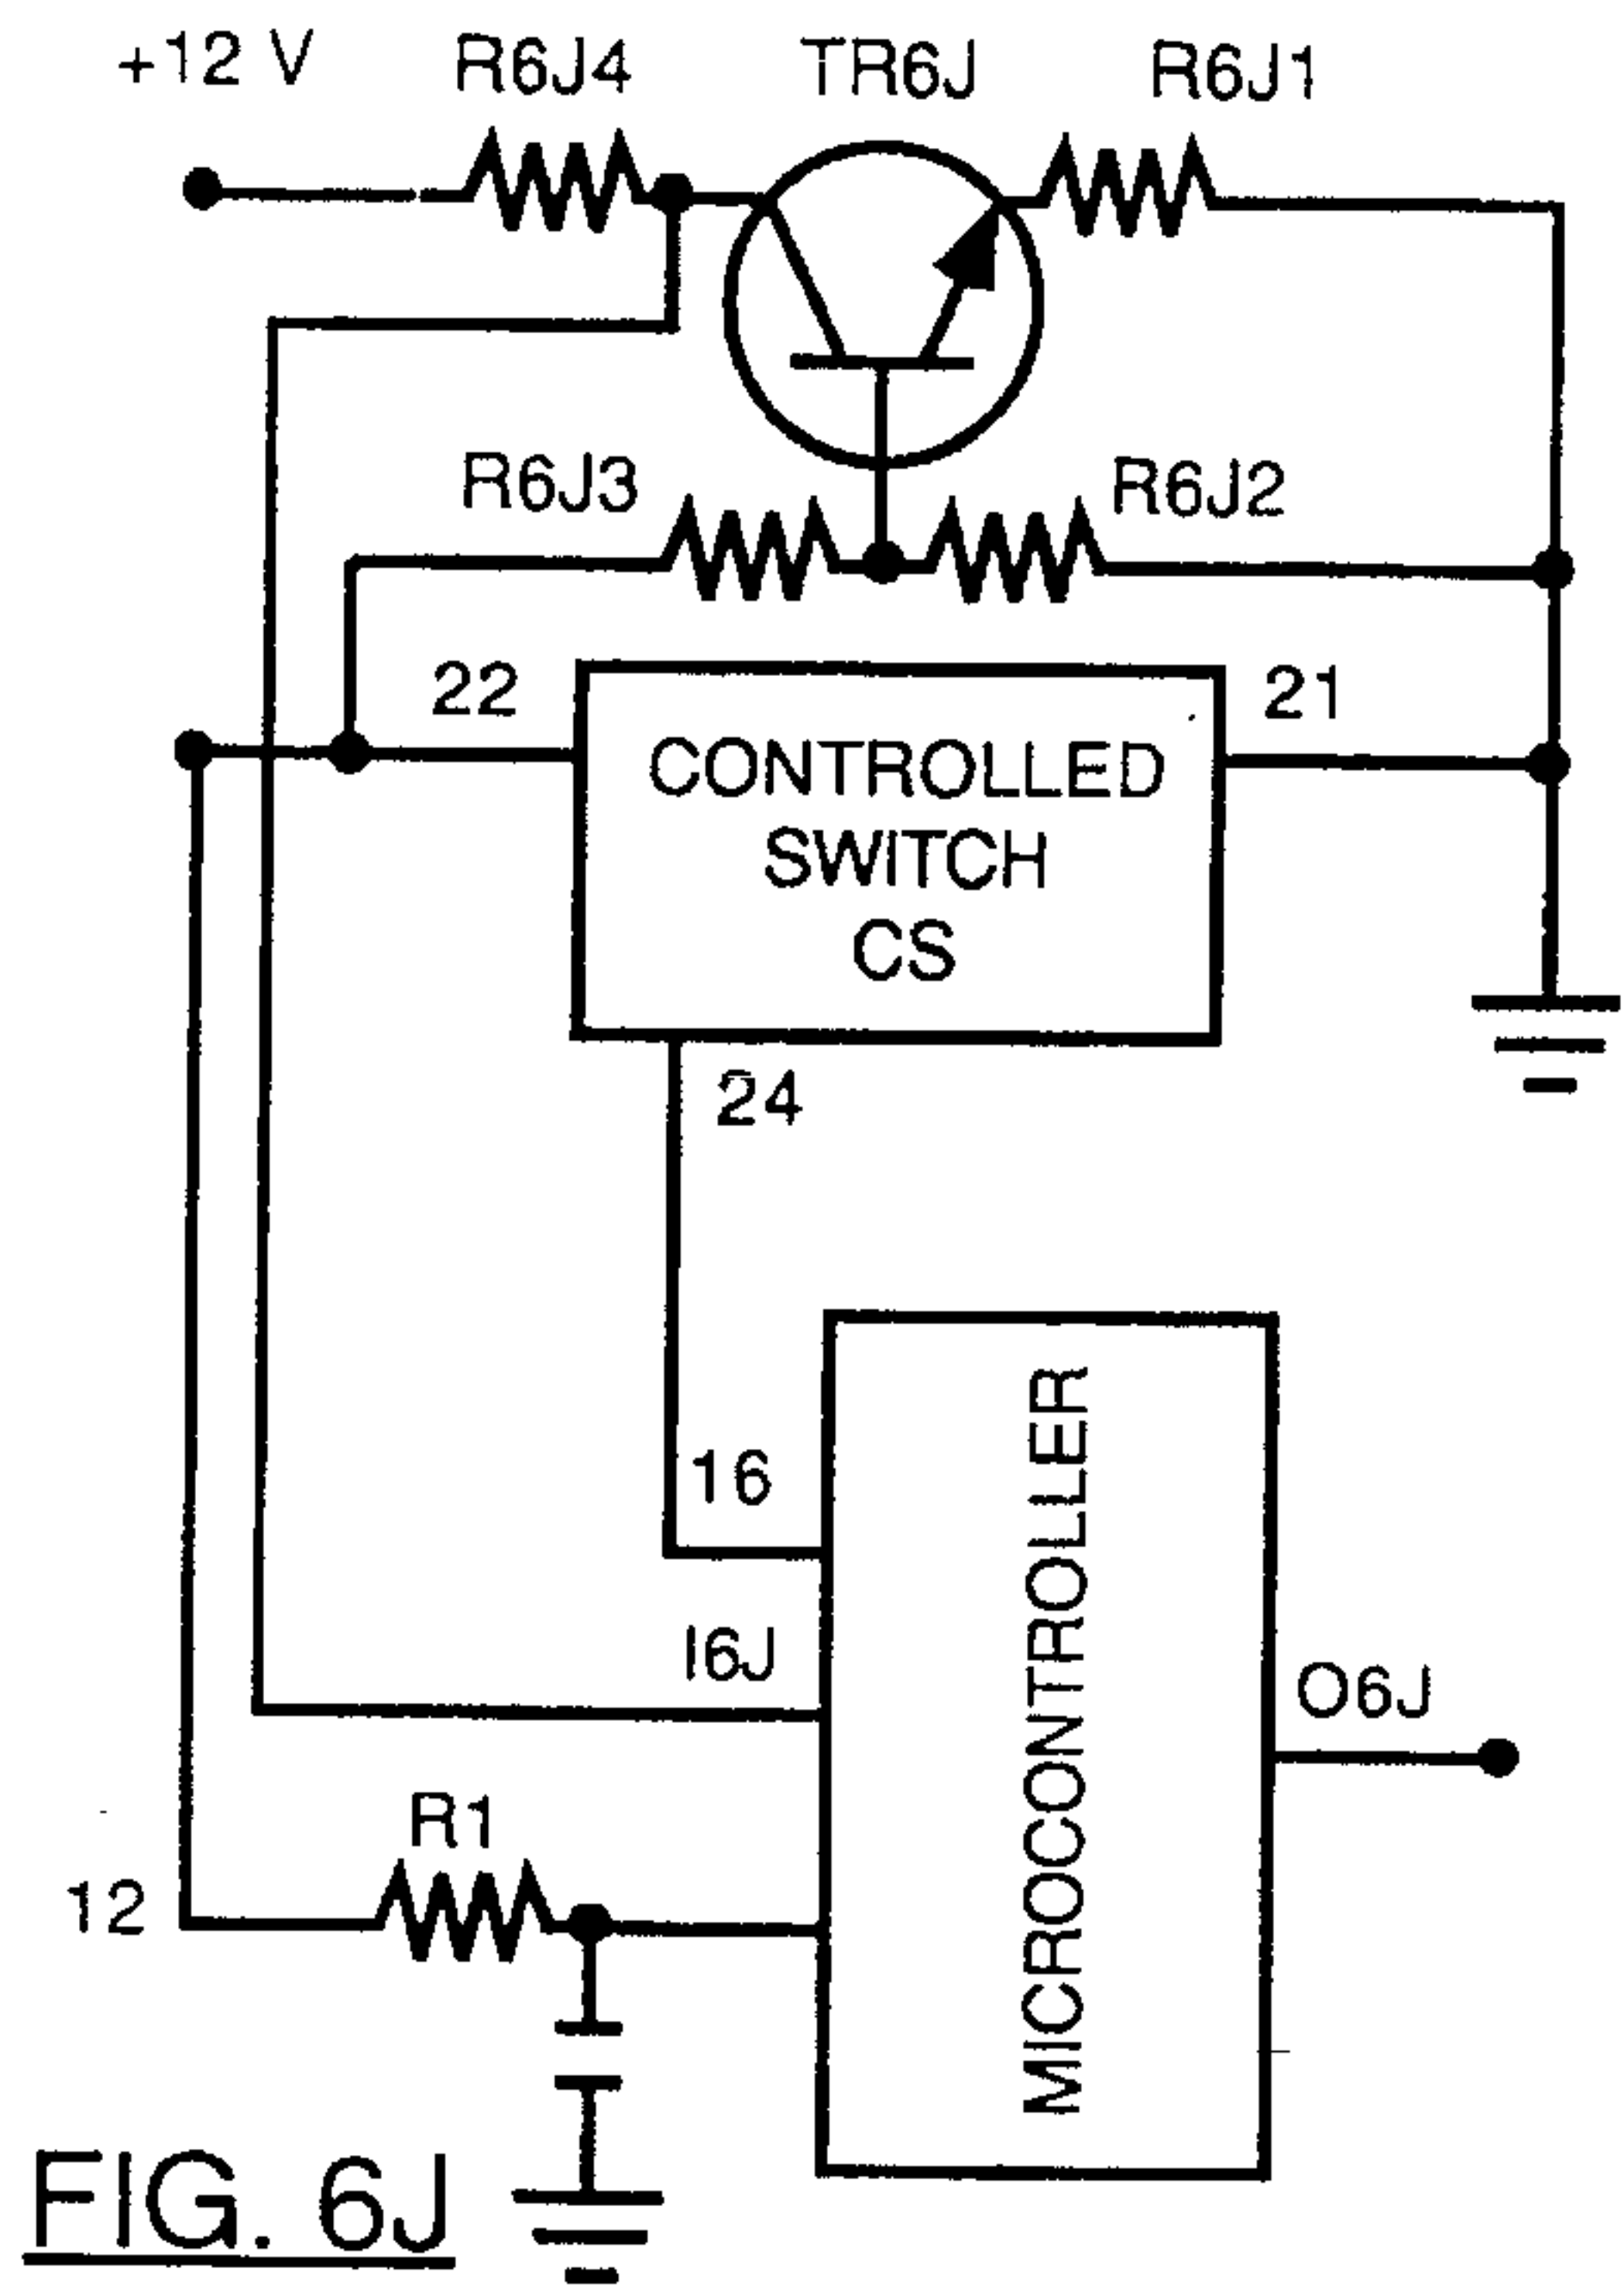 +12 V
R6J4
TR6J
R6J1
R6J3
R6J2
22
21
CONTROLLED
SWITCH
CS
24
16
I6J
MICROCONTROLLER
O6J
R1
12
FIG. 6J